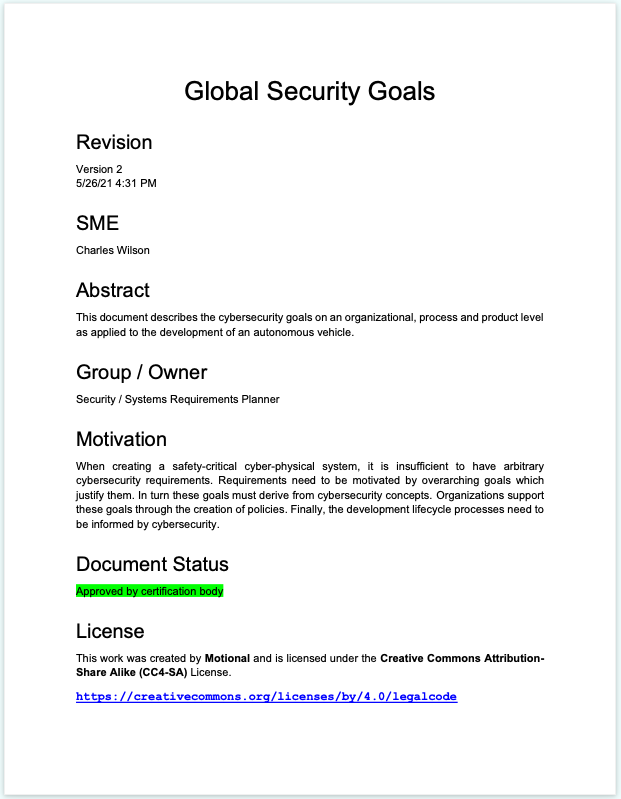 Global Security Goals
Revision
Version 2
5/26/21 4:31 PM
SME
Charles Wilson
Abstract
This document describes the cybersecurity goals on an organizational, process and product level
as applied to the development of an autonomous vehicle.
Group / Owner
Security / Systems Requirements Planner
Motivation
When creating a safety-critical cyber-physical system, it is insufficient to have arbitrary
cybersecurity requirements. Requirements need to be motivated by overarching goals which
justify them. In turn these goals must derive from cybersecurity concepts. Organizations support
these goals through the creation of policies. Finally, the development lifecycle processes need to
be informed by cybersecurity.
Document Status
Approved by certification body
License
This work was created by Motional and is licensed under the Creative Commons Attribution-
Share Alike (CC4-SA) License.
https://creativecommons.org/licenses/by/4.0/legalcode